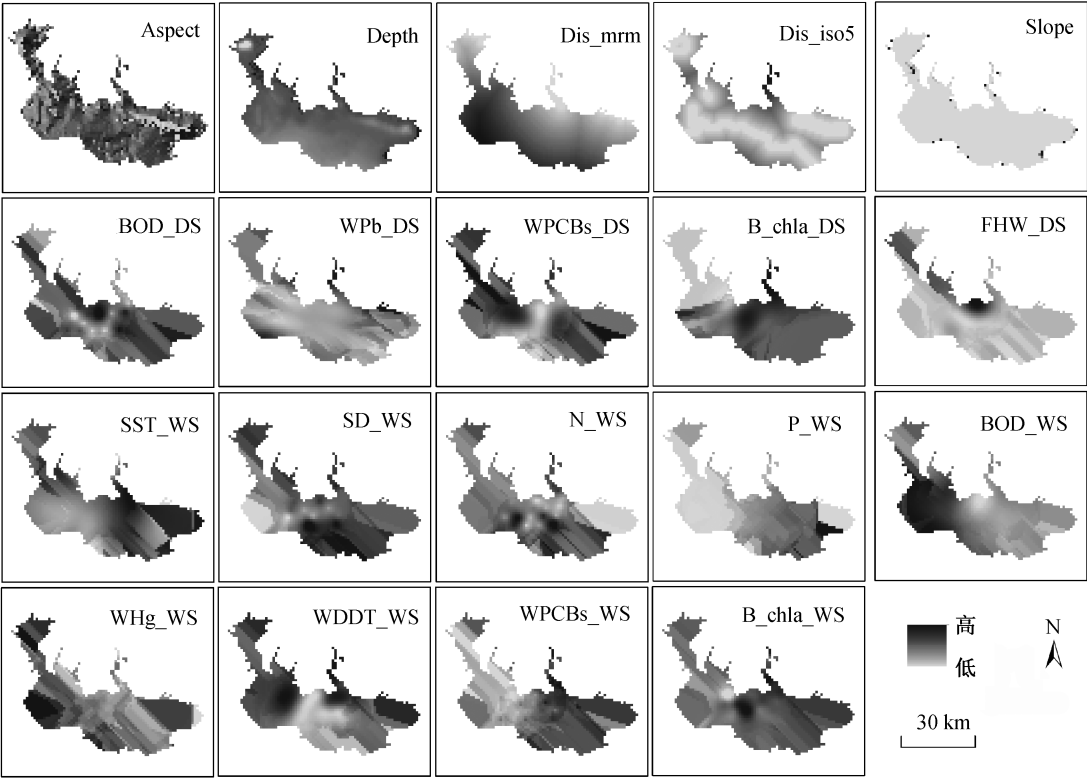 Aspect
Depth
Dis_mrm
Dis_iso5
Slope
BOD_DS
WPb_DS
WPCBs_DS
B_chla_DS
FHW_DS
SST_WS
SD_WS
N_WS
P_WS
BOD_WS
WHg_WS
WDDT_WS
WPCBs_WS
B_chla_WS
高
低
N
30 km